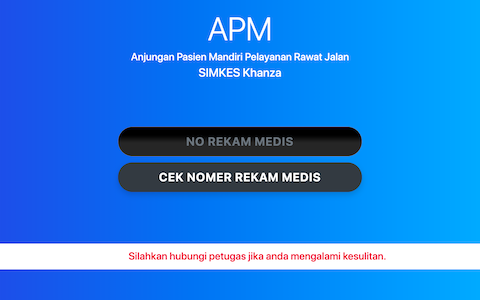 APM
Anjungan Pasien Mandiri Pelayanan Rawat Jalan
SIMKES Khanza
NO REKAM MEDIS
CEK NOMER REKAM MEDIS
Silahkan hubungi petugas jika anda mengalami kesulitan.